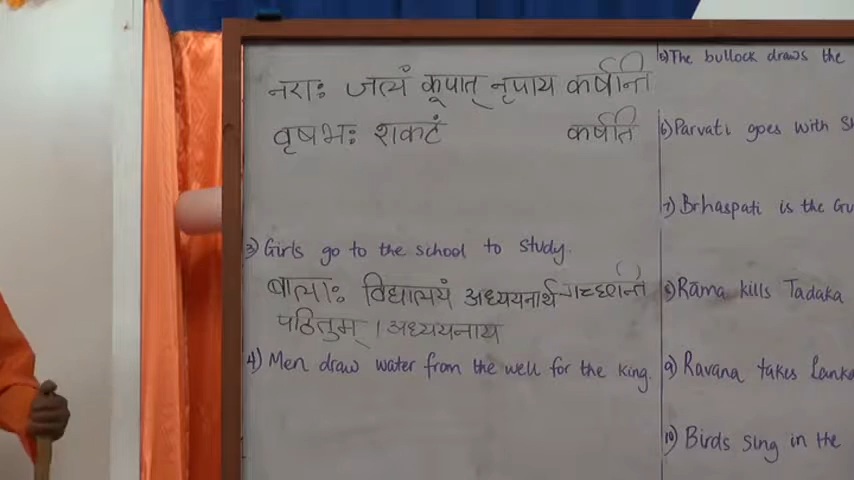 नराः जलं कूपात् नृपाय कर्षन्ति
वृषभः शकटं कर्षति
3) Girls go to the school to study.
बालाः विद्यालयं अध्ययनार्थं गच्छन्ति
पठितुम् । अध्ययनाय
4) Men draw water from the well for the king.
5) The bullock draws the
6) Parvati goes with
7) Brhaspati is the
8) Rāma kills Tadaka
9) Ravana takes Lanka
10) Birds sing in the